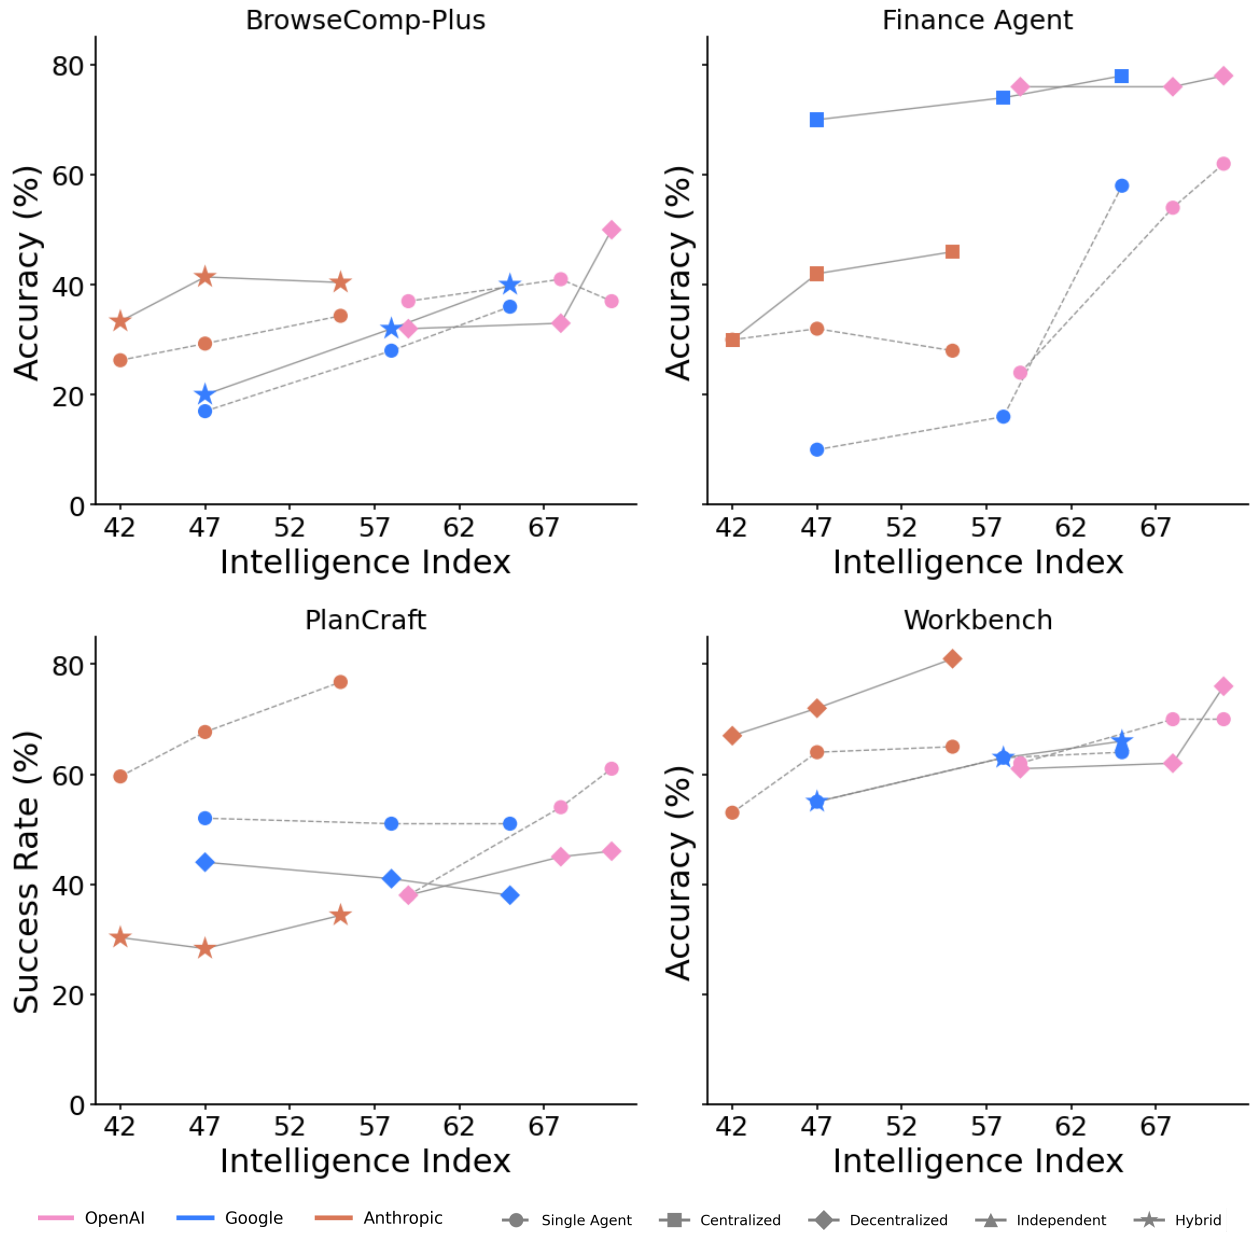 BrowseComp-Plus
Finance Agent
Accuracy (%)
80
60
40
20
0
42 47 52 57 62 67
Intelligence Index
Accuracy (%)
42 47 52 57 62 67
Intelligence Index
PlanCraft
Workbench
Success Rate (%)
80
60
40
20
0
42 47 52 57 62 67
Intelligence Index
Accuracy (%)
42 47 52 57 62 67
Intelligence Index
OpenAI Google Anthropic Single Agent Centralized Decentralized Independent Hybrid